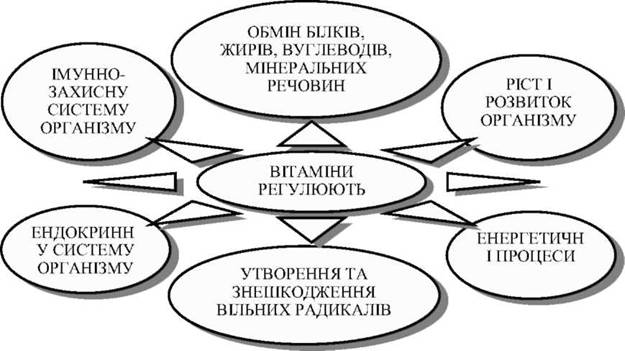 ОБМІН БІЛКІВ,
ЖИРІВ, ВУГЛЕВОДІВ,
МІНЕРАЛЬНИХ
РЕЧОВИН
ІМУННО-
ЗАХИСНУ
СИСТЕМУ
ОРГАНІЗМУ
РІСТ І
РОЗВИТОК
ОРГАНІЗМУ
ВІТАМІНИ
РЕГУЛЮЮТЬ
ЕНДОКРИНН
У СИСТЕМУ
ОРГАНІЗМУ
ЕНЕРГЕТИЧН
І ПРОЦЕСИ
УТВОРЕННЯ ТА
ЗНЕШКОДЖЕННЯ
ВІЛЬНИХ РАДИКАЛІВ